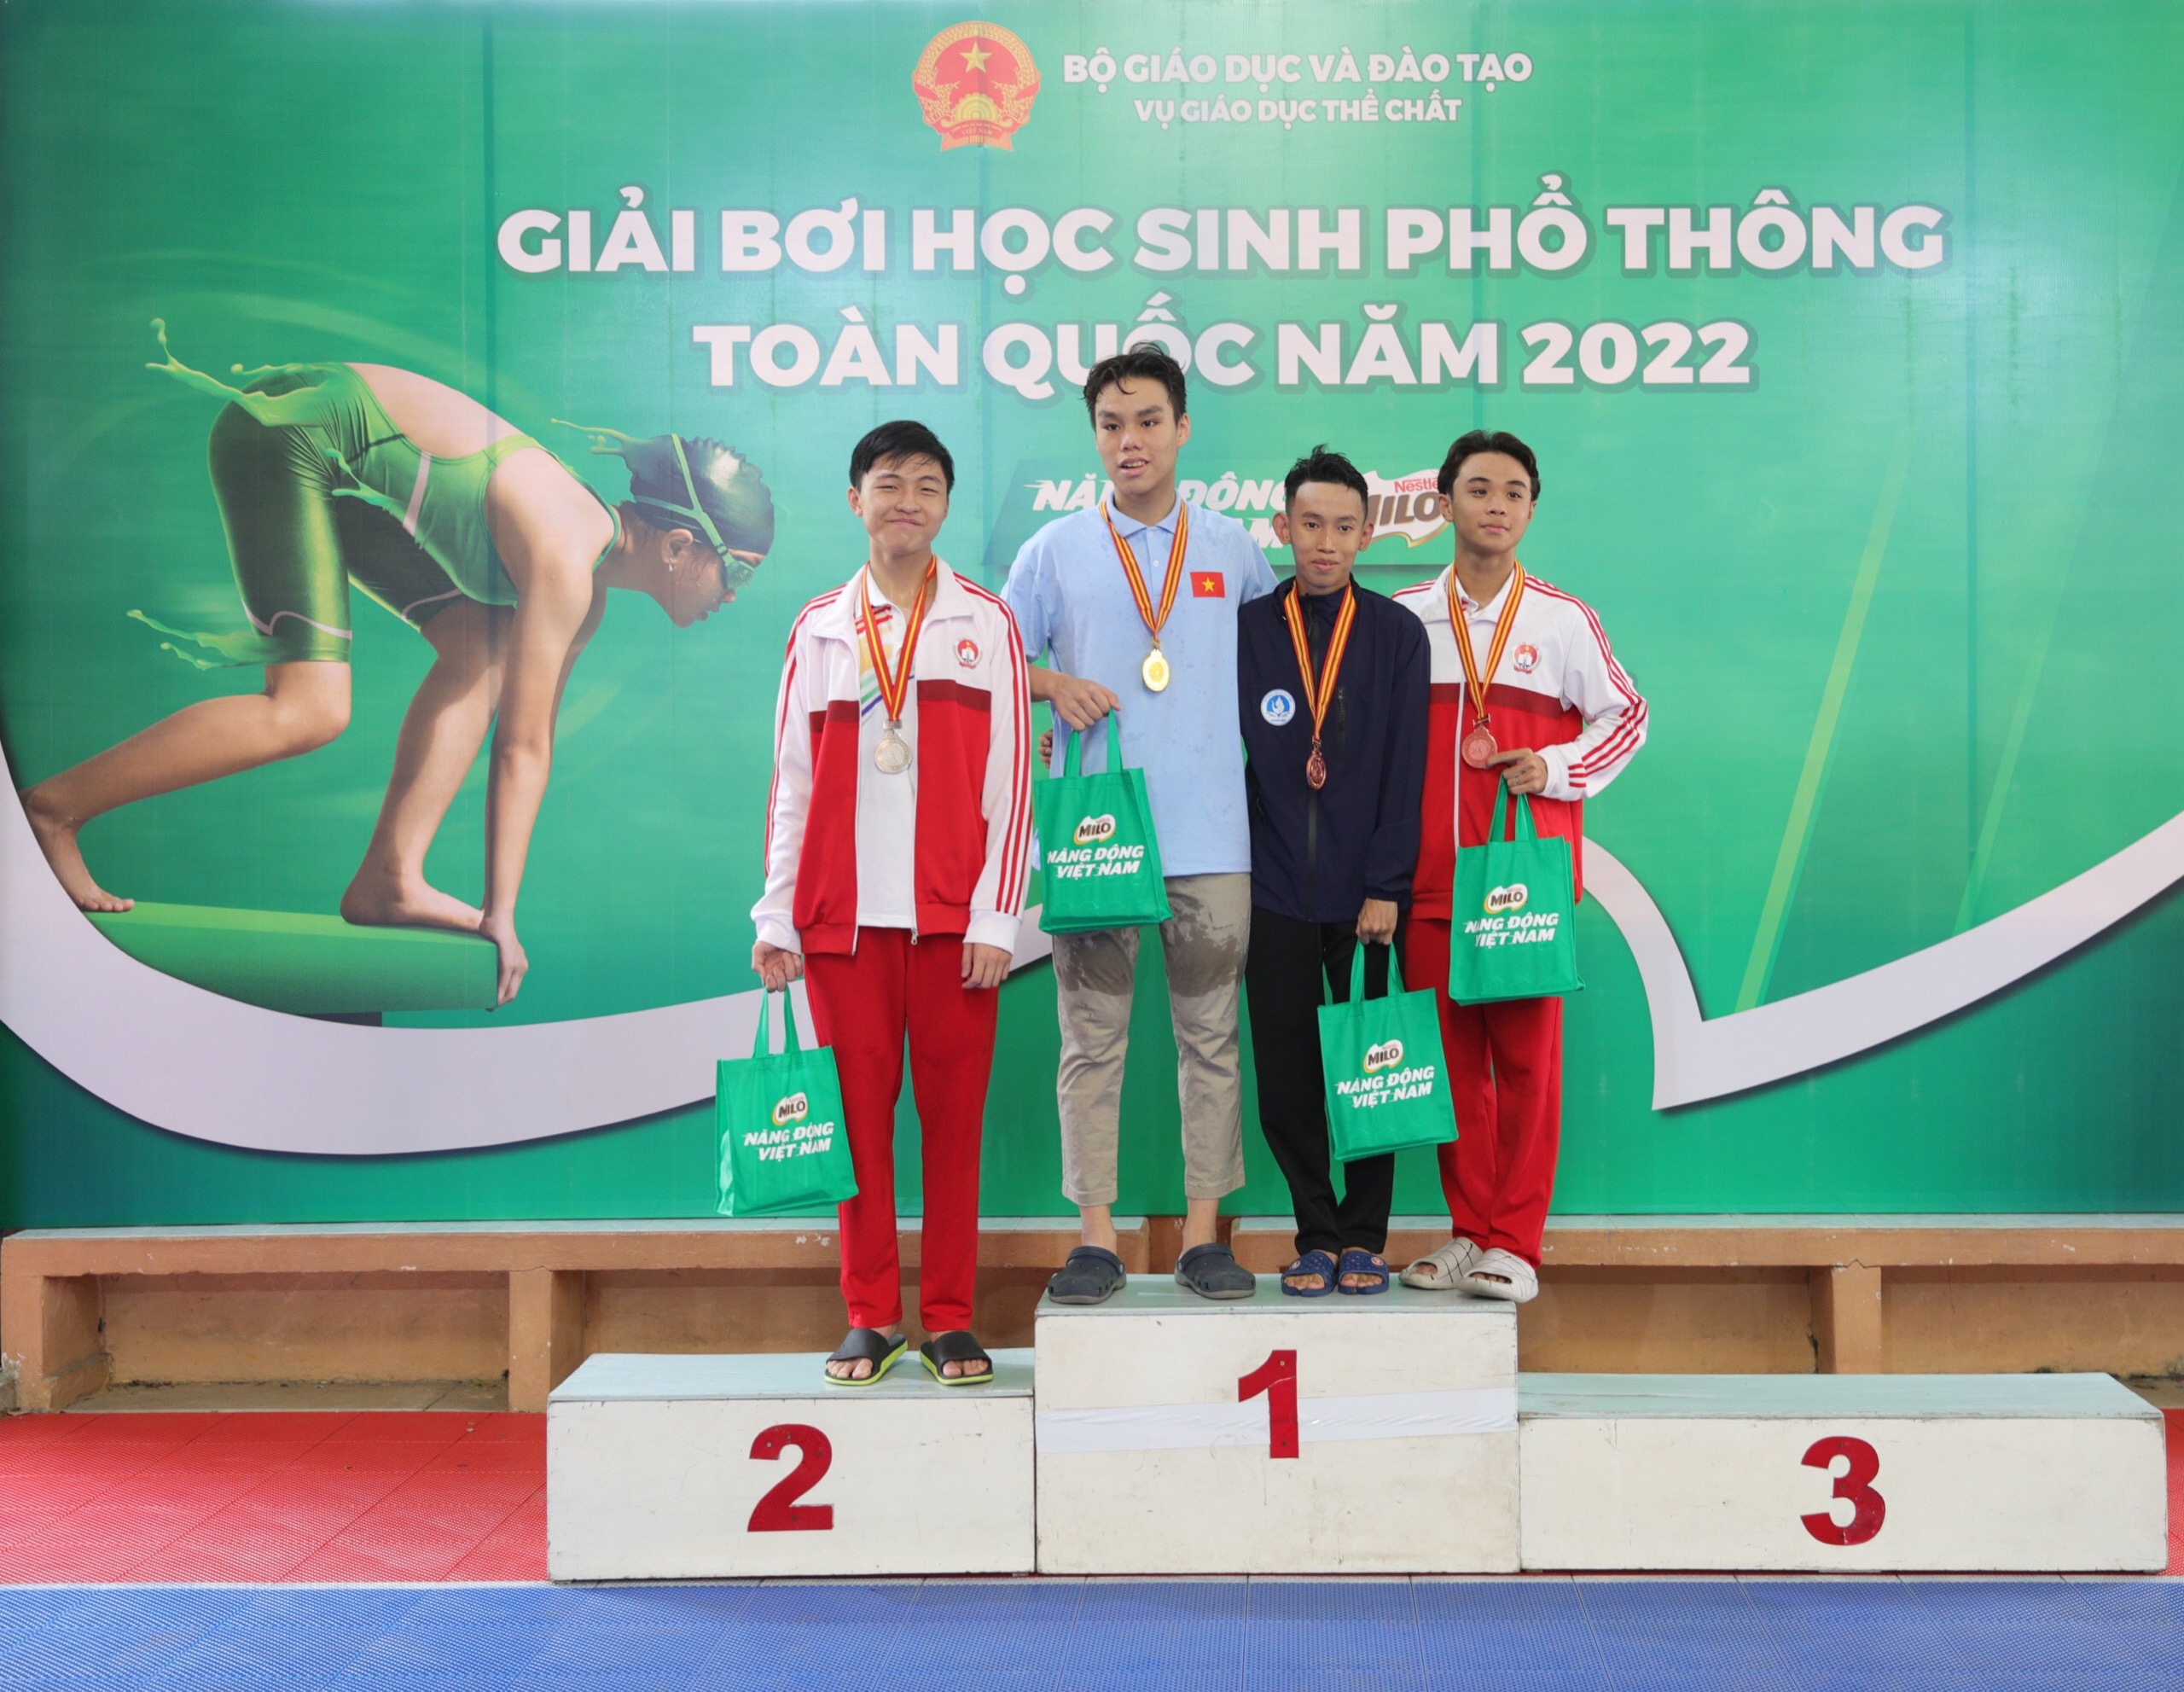 BỘ GIÁO DỤC VÀ ĐÀO TẠO
VỤ GIÁO DỤC THỂ CHẤT
GIẢI BƠI HỌC SINH PHỔ THÔNG
TOÀN QUỐC NĂM 2022
Nestlé
MILO
MILO
NĂNG ĐỘNG
VIỆT NAM
MILO
NĂNG ĐỘNG
VIỆT NAM
MILO
NĂNG ĐỘNG
VIỆT NAM
MILO
NĂNG ĐỘNG
VIỆT NAM
1
2
3